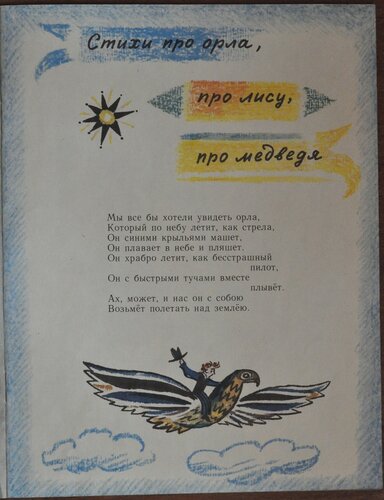 Стихи про орла,
про лису,
про медведя
Мы все бы хотели увидеть орла,
Который по небу летит, как стрела,
Он синими крыльями машет,
Он плавает в небе и пляшет.
Он храбро летит, как бесстрашный
пилот,
Он с быстрыми тучами вместе
плывёт.
Ах, может, и нас он с собою
Возьмёт полетать над землёю.